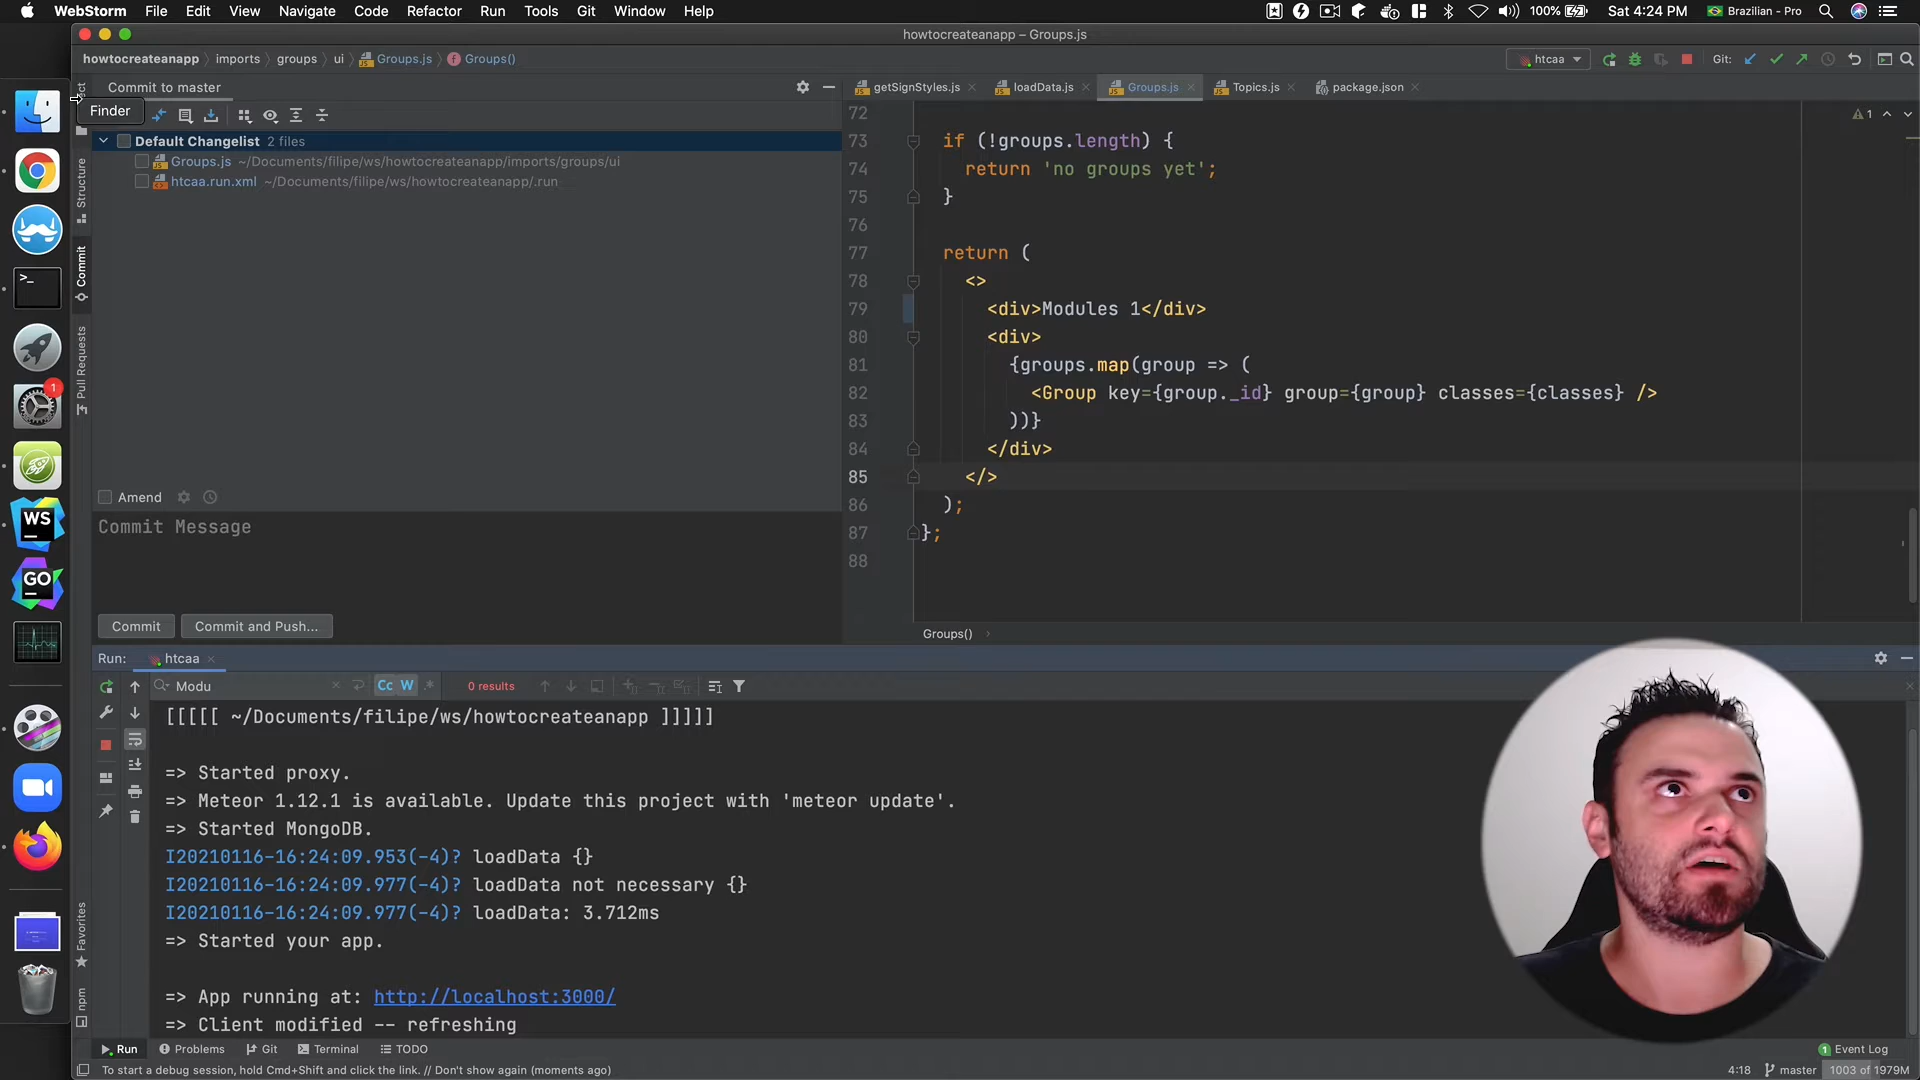 WebStorm File Edit View Navigate Code Refactor Run Tools Git Window Help
100% Sat 4:24 PM Brazilian - Pro
howtocreateanapp – Groups.js
howtocreateanapp imports groups ui Groups.js Groups()
htcaa Git:
Commit to master
getSignStyles.js loadData.js Groups.js Topics.js package.json
Finder
Default Changelist 2 files
Groups.js ~/Documents/filipe/ws/howtocreateanapp/imports/groups/ui
htcaa.run.xml ~/Documents/filipe/ws/howtocreateanapp/.run
Structure
Commit
Pull Requests
1
WS
GO
1
72
73 if (!groups.length) {
74 return 'no groups yet';
75 }
76
77 return (
78 <>
79 <div>Modules 1</div>
80 <div>
81 {groups.map(group => (
82 <Group key={group._id} group={group} classes={classes} />
83 ))}
84 </div>
85 </>
86 );
87 };
88
Amend
Commit Message
Commit Commit and Push...
Groups()
Run: htcaa
Modu Cc W .* 0 results
[[[[[ ~/Documents/filipe/ws/howtocreateanapp ]]]]]
=> Started proxy.
=> Meteor 1.12.1 is available. Update this project with 'meteor update'.
=> Started MongoDB.
I20210116-16:24:09.953(-4)? loadData {}
I20210116-16:24:09.977(-4)? loadData not necessary {}
I20210116-16:24:09.977(-4)? loadData: 3.712ms
=> Started your app.
=> App running at: http://localhost:3000/
=> Client modified -- refreshing
Favorites
npm
Run Problems Git Terminal TODO
1 Event Log
To start a debug session, hold Cmd+Shift and click the link. // Don't show again (moments ago)
4:18 master 1003 of 1979M